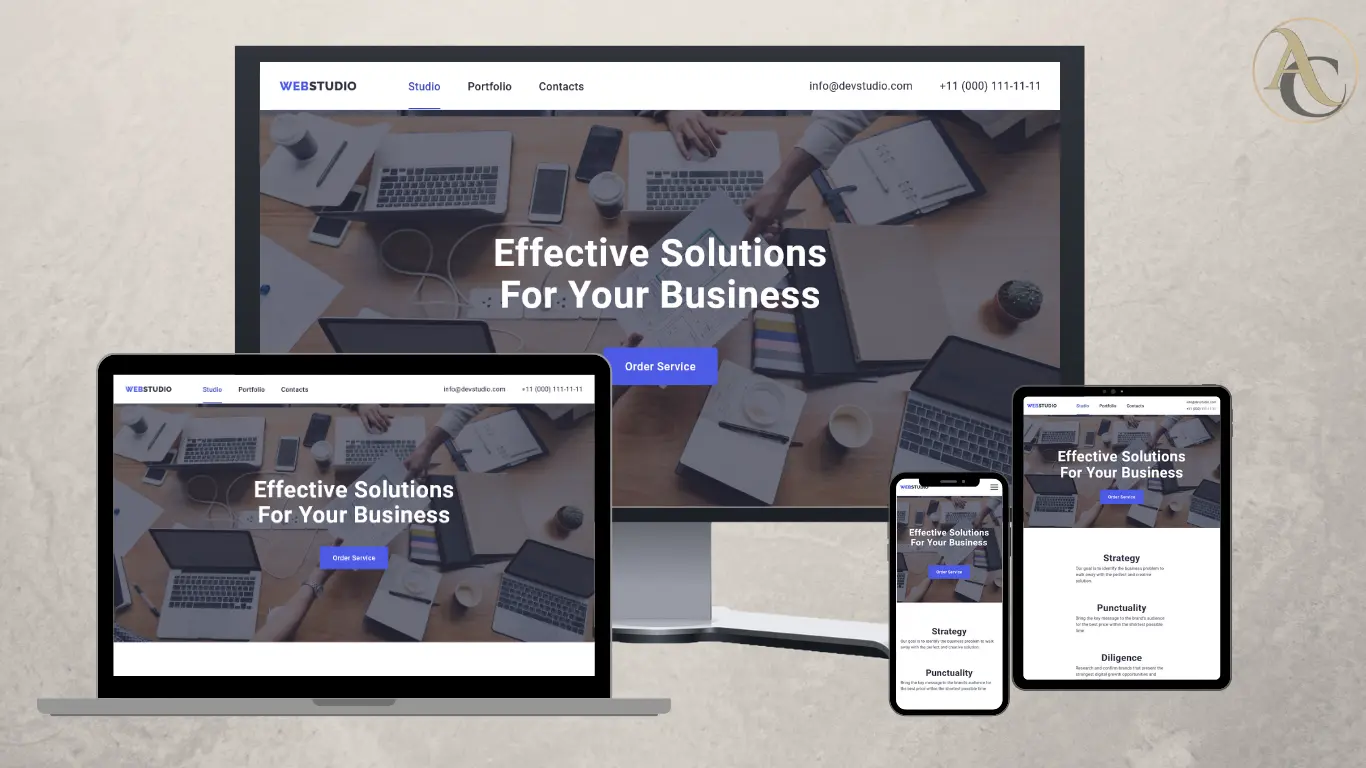 AC
WEBSTUDIO Studio Portfolio Contacts info@devstudio.com +11 (000) 111-11-11
Effective Solutions
For Your Business
Order Service
WEBSTUDIO Studio Portfolio Contacts info@devstudio.com +11 (000) 111-11-11
Effective Solutions
For Your Business
Order Service
WEBSTUDIO
Effective Solutions
For Your Business
Order Service
Strategy
Our goal is to identify the business problem to walk
away with the perfect and creative solution.
Punctuality
Bring the key message to the brand's audience for
the best price within the shortest possible time
WEBSTUDIO Studio Portfolio Contacts info@devstudio.com
+11 (000) 111-11-11
Effective Solutions
For Your Business
Order Service
Strategy
Our goal is to identify the business problem to
walk away with the perfect and creative
solution.
Punctuality
Bring the key message to the brand's audience
for the best price within the shortest possible
time
Diligence
Research and confirm brands that present the
strongest digital growth opportunities and